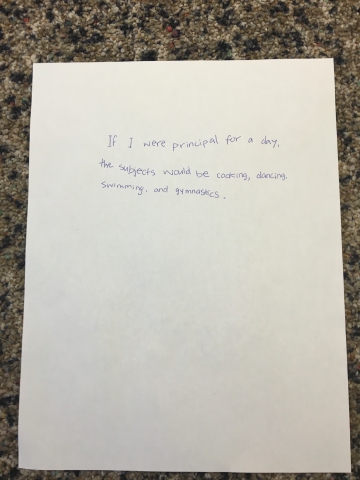 If I were principal for a day,
the subjects would be cooking, dancing,
swimming, and gymnastics.